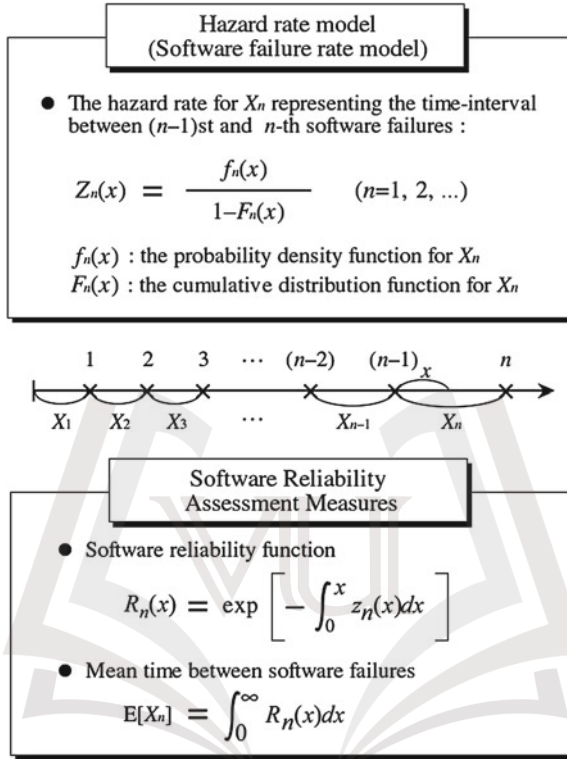 Hazard rate model
(Software failure rate model)
● The hazard rate for Xₙ representing the time-interval
between (n−1)st and n-th software failures :
Zₙ(x) = fₙ(x) / 1−Fₙ(x) (n=1, 2, ...)
fₙ(x) : the probability density function for Xₙ
Fₙ(x) : the cumulative distribution function for Xₙ
1 2 3 ⋯ (n−2) (n−1) n
x
X₁ X₂ X₃ ⋯ Xₙ₋₁ Xₙ
Software Reliability
Assessment Measures
● Software reliability function
Rₙ(x) = exp [ − ∫₀ˣ zₙ(x)dx ]
● Mean time between software failures
E[Xₙ] = ∫₀^∞ Rₙ(x)dx
VU